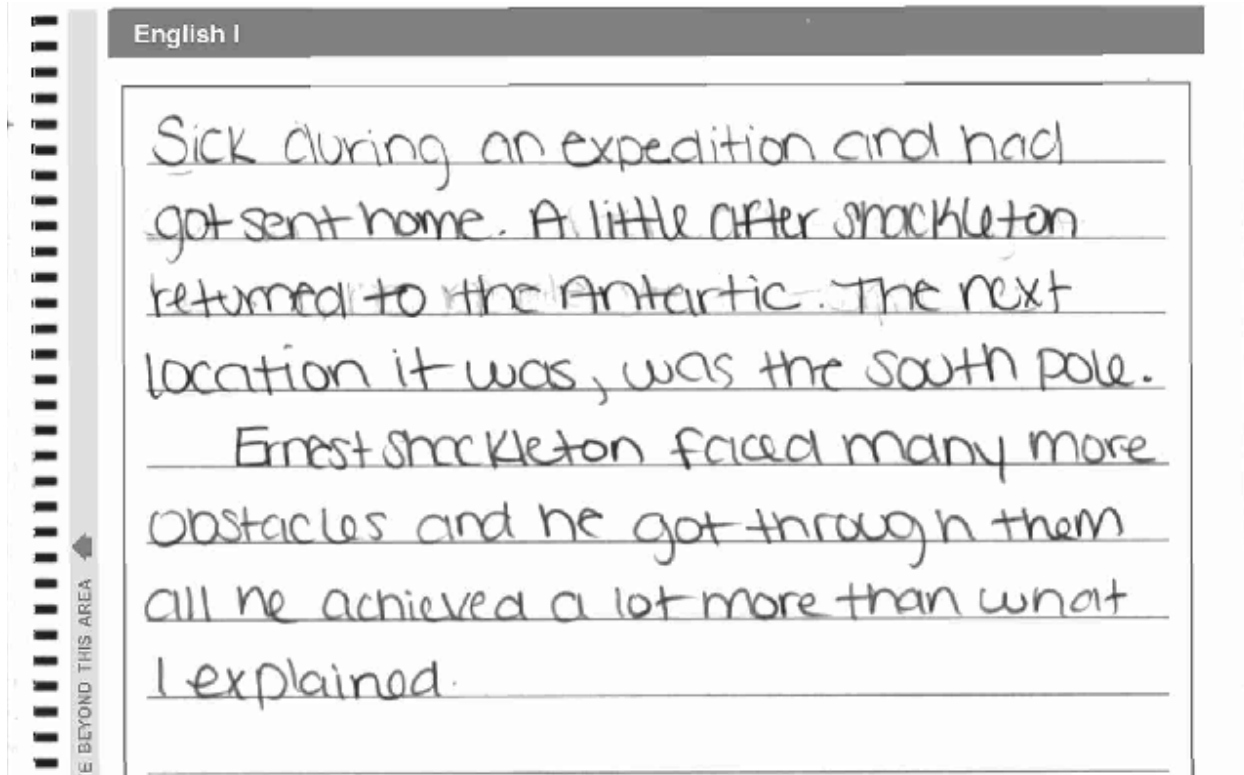 English I
Sick during an expedition and had
got sent home. A little after shackleton
returned to the Antartic. The next
location it was, was the south pole.
Ernest shackleton faced many more
obstacles and he got through them
all he achieved a lot more than what
I explained.
E BEYOND THIS AREA